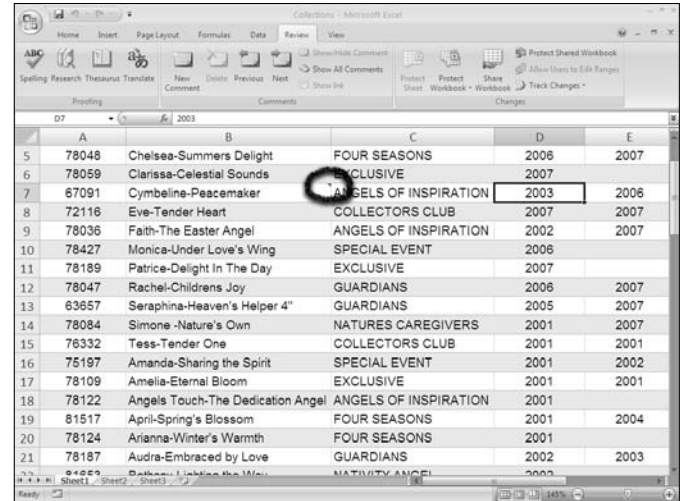 Collections - Microsoft Excel
Home Insert Page Layout Formulas Data Review View
ABC
Spelling Research Thesaurus Translate New Comment Delete Previous Next Show/Hide Comment Show All Comments Show Ink Protect Sheet Protect Workbook Share Workbook Protect Shared Workbook Allow Users to Edit Ranges Track Changes
Proofing Comments Changes
D7 fx 2003
A B C D E
5 78048 Chelsea-Summers Delight FOUR SEASONS 2006 2007
6 78059 Clarissa-Celestial Sounds EXCLUSIVE 2007
7 67091 Cymbeline-Peacemaker ANGELS OF INSPIRATION 2003 2006
8 72116 Eve-Tender Heart COLLECTORS CLUB 2007 2007
9 78036 Faith-The Easter Angel ANGELS OF INSPIRATION 2002 2007
10 78427 Monica-Under Love's Wing SPECIAL EVENT 2006
11 78189 Patrice-Delight In The Day EXCLUSIVE 2007
12 78047 Rachel-Childrens Joy GUARDIANS 2006 2007
13 63657 Seraphina-Heaven's Helper 4" GUARDIANS 2005 2007
14 78084 Simone -Nature's Own NATURES CAREGIVERS 2001 2007
15 76332 Tess-Tender One COLLECTORS CLUB 2001 2001
16 75197 Amanda-Sharing the Spirit SPECIAL EVENT 2001 2002
17 78109 Amelia-Eternal Bloom EXCLUSIVE 2001 2001
18 78122 Angels Touch-The Dedication Angel ANGELS OF INSPIRATION 2001
19 81517 April-Spring's Blossom FOUR SEASONS 2001 2004
20 78124 Arianna-Winter's Warmth FOUR SEASONS 2001
21 78187 Audra-Embraced by Love GUARDIANS 2002 2003
Sheet1 Sheet2 Sheet3
Ready 145%